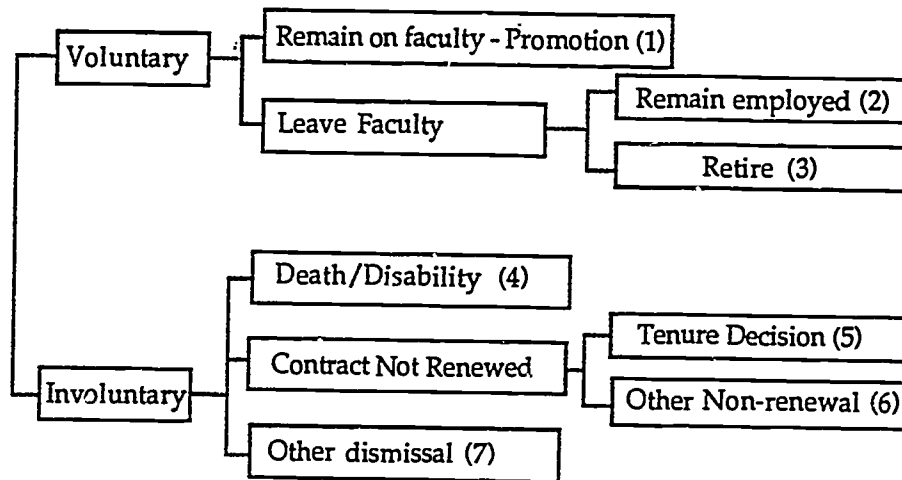 Voluntary
Remain on faculty - Promotion (1)
Leave Faculty
Remain employed (2)
Retire (3)
Involuntary
Death/Disability (4)
Contract Not Renewed
Tenure Decision (5)
Other Non-renewal (6)
Other dismissal (7)